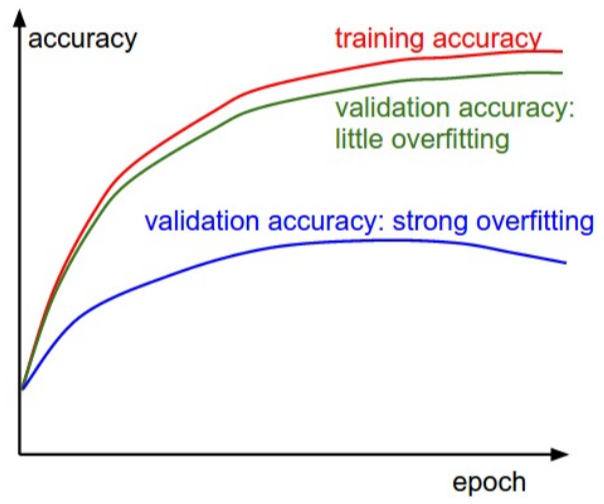 accuracy
training accuracy
validation accuracy:
little overfitting
validation accuracy: strong overfitting
epoch